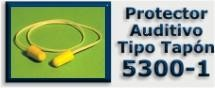 Protector
Auditivo
Tipo Tapón
5300-1